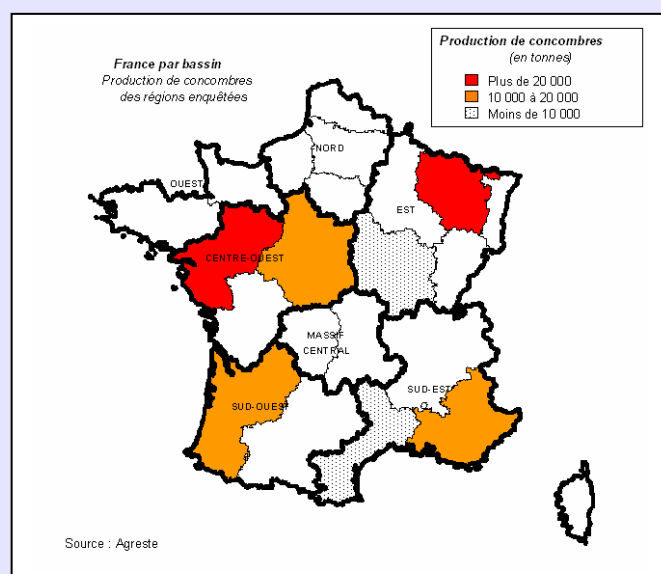 France par bassin
Production de concombres
des régions enquêtées
Production de concombres
(en tonnes)
Plus de 20 000
10 000 à 20 000
Moins de 10 000
NORD
OUEST
EST
CENTRE-OUEST
MASSIF
CENTRAL
SUD-EST
SUD-OUEST
Source : Agreste